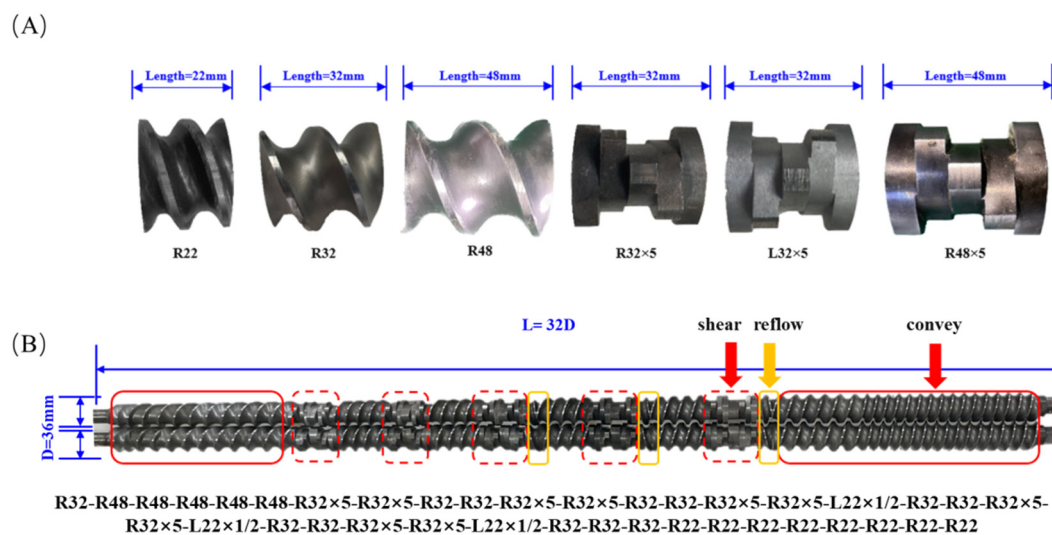 (A)
Length=22mm Length=32mm Length=48mm Length=32mm Length=32mm Length=48mm
R22 R32 R48 R32×5 L32×5 R48×5
L= 32D shear reflow convey
(B)
D=36mm
R32-R48-R48-R48-R48-R48-R32×5-R32×5-R32-R32-R32×5-R32×5-R32-R32-R32×5-R32×5-L22×1/2-R32-R32-R32×5-
R32×5-L22×1/2-R32-R32-R32×5-R32×5-L22×1/2-R32-R32-R32-R22-R22-R22-R22-R22-R22-R22-R22